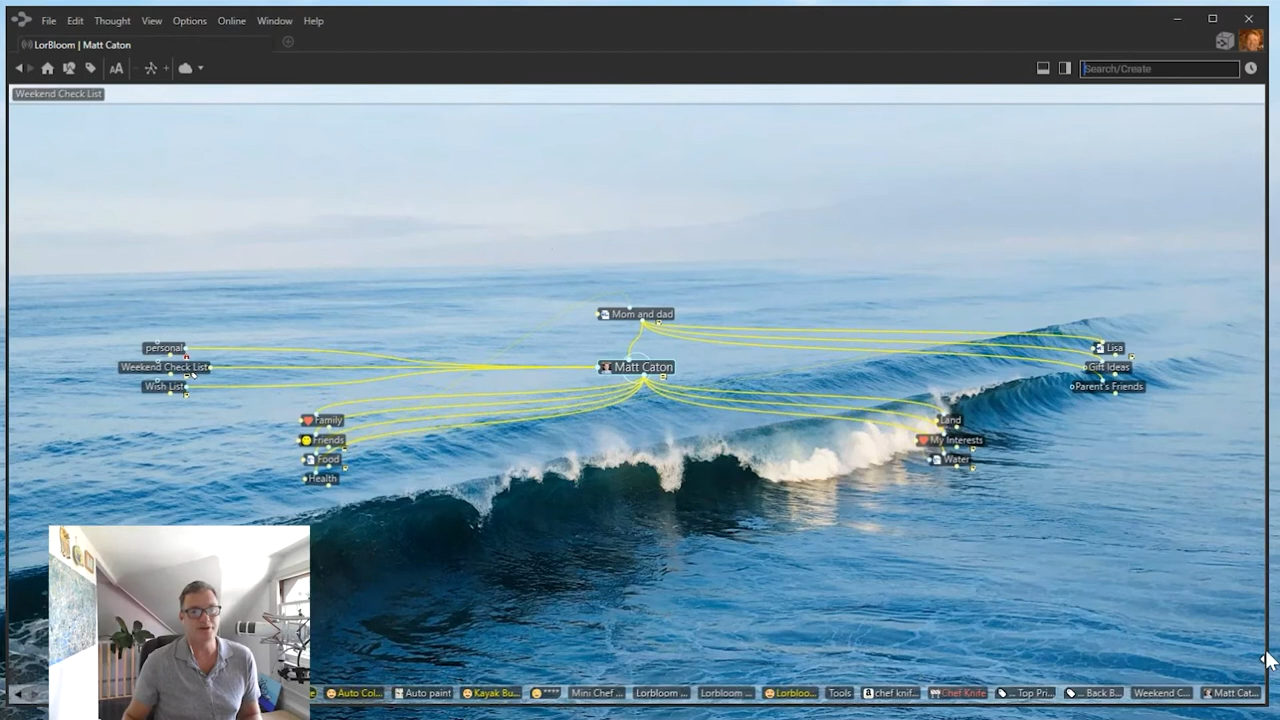 File Edit Thought View Options Online Window Help
LorBloom | Matt Caton
AA
Search/Create
Weekend Check List
Mom and dad
personal
Lisa
Weekend Check List
Matt Caton
Gift Ideas
Wish List
Parent's Friends
Family
Land
Friends
My Interests
Food
Water
Health
Auto Col... Auto paint Kayak Bu... **** Mini Chef ... Lorbloom ... Lorbloom ... Lorbloo... Tools chef knif... Chef Knife ... Top Pri... ... Back B... Weekend C... Matt Cat...